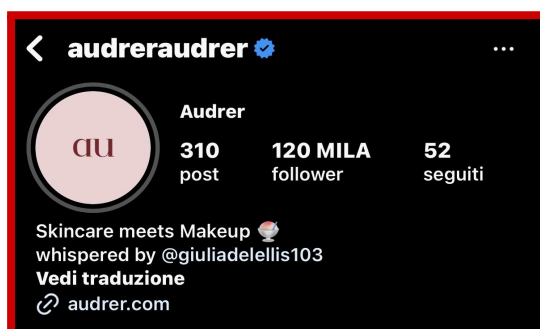 audreraudrer
Audrer
au
310 120 MILA 52
post follower seguiti
Skincare meets Makeup 🍧
whispered by @giuliadelellis103
Vedi traduzione
audrer.com